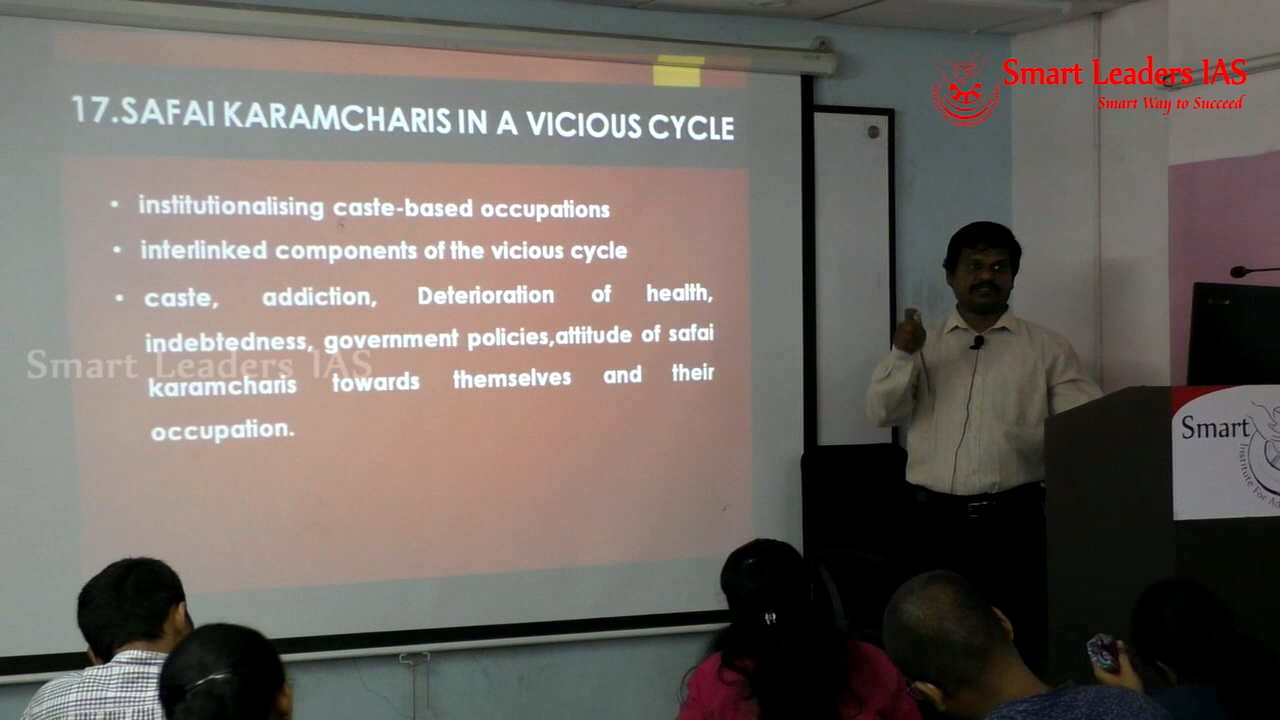 17.SAFAI KARAMCHARIS IN A VICIOUS CYCLE
• institutionalising caste-based occupations
• interlinked components of the vicious cycle
• caste, addiction, Deterioration of health,
indebtedness, government policies,attitude of safai
karamcharis towards themselves and their
occupation.
Smart Leaders IAS
Smart Leaders IAS
Smart Way to Succeed
Smart
Institute For